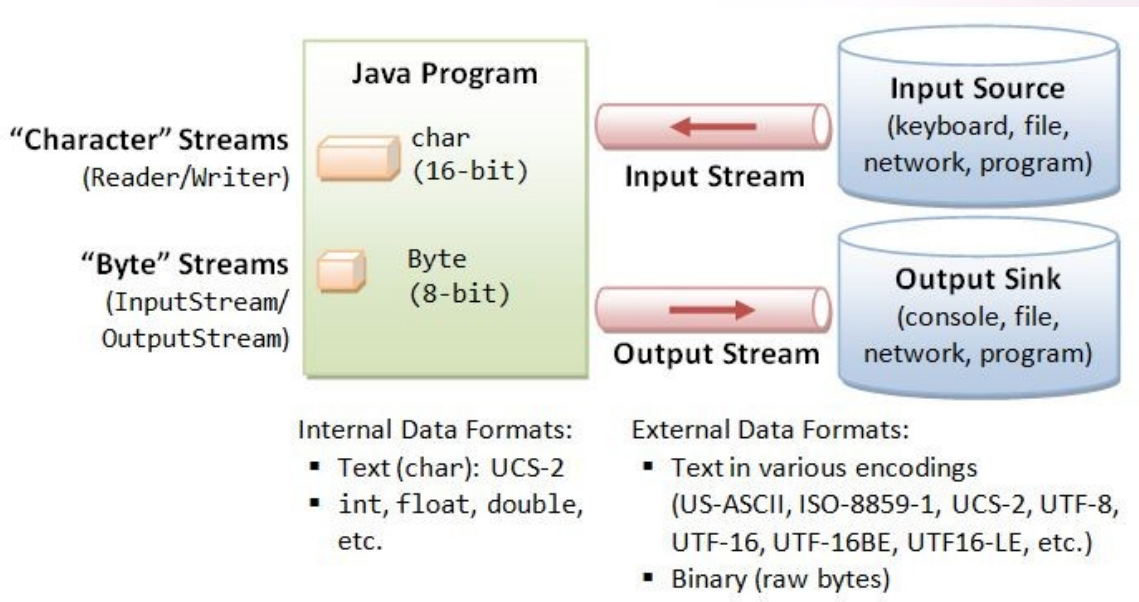 Java Program
“Character” Streams
(Reader/Writer)
char
(16-bit)
“Byte” Streams
(InputStream/
OutputStream)
Byte
(8-bit)
Input Stream
Input Source
(keyboard, file,
network, program)
Output Stream
Output Sink
(console, file,
network, program)
Internal Data Formats:
▪ Text (char): UCS-2
▪ int, float, double,
etc.
External Data Formats:
▪ Text in various encodings
(US-ASCII, ISO-8859-1, UCS-2, UTF-8,
UTF-16, UTF-16BE, UTF16-LE, etc.)
▪ Binary (raw bytes)